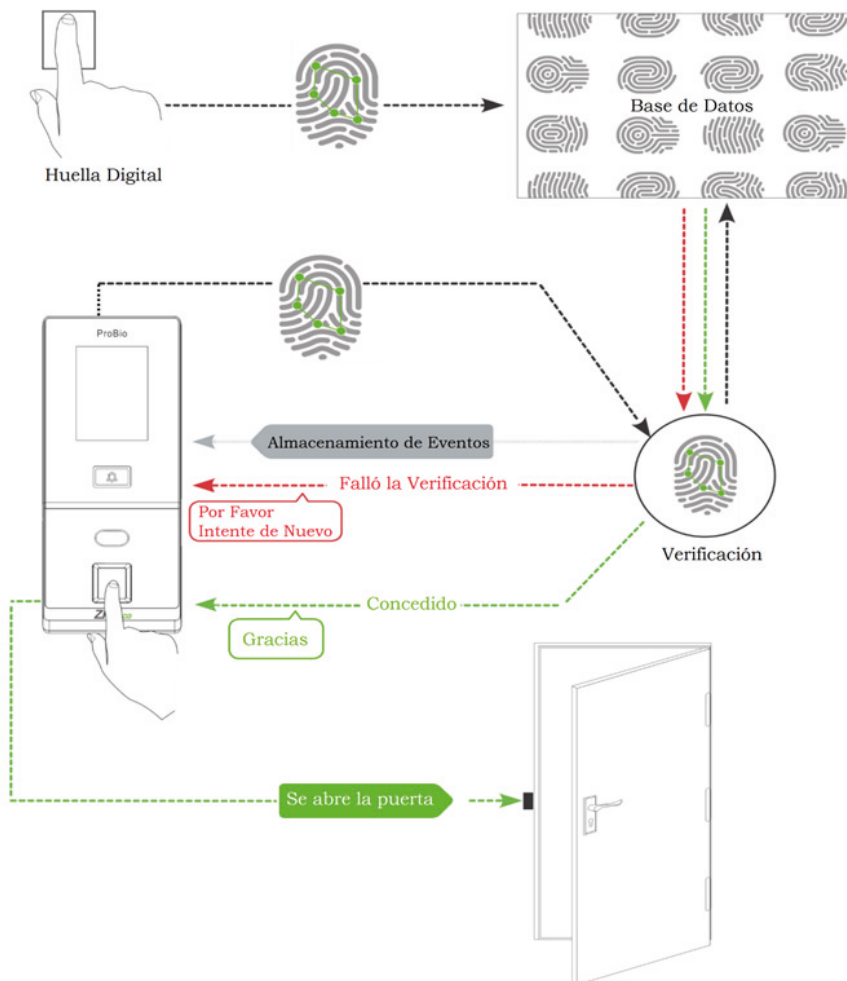 Base de Datos
Huella Digital
ProBio
Almacenamiento de Eventos
Falló la Verificación
Por Favor
Intente de Nuevo
Verificación
Concedido
Gracias
Se abre la puerta